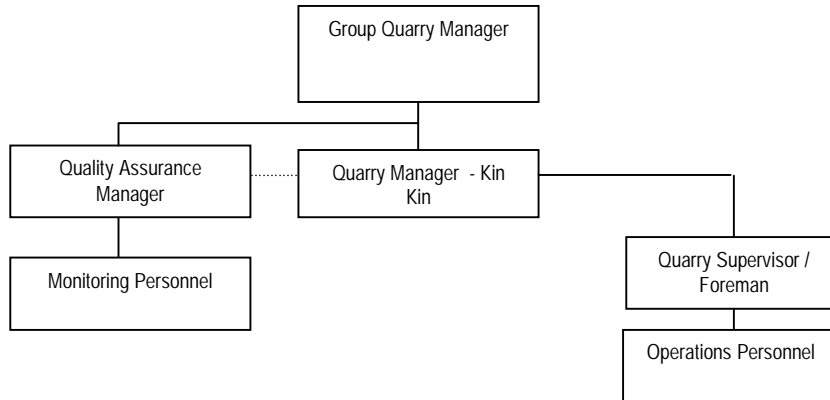 Group Quarry Manager
Quality Assurance
Manager
Quarry Manager - Kin
Kin
Monitoring Personnel
Quarry Supervisor /
Foreman
Operations Personnel